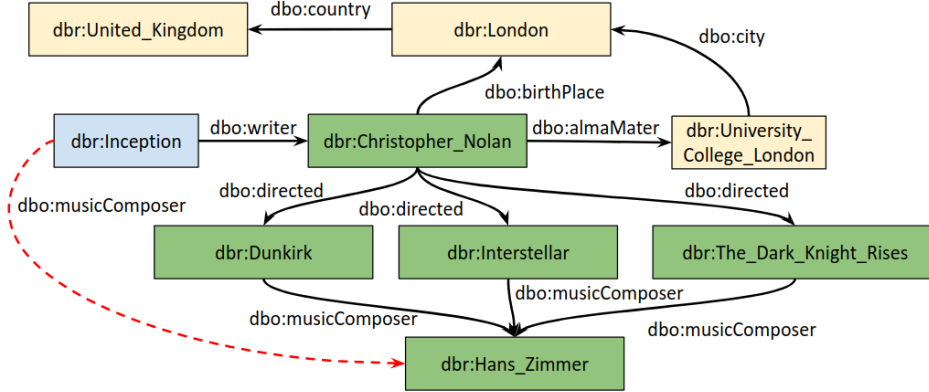 dbo:country
dbr:United_Kingdom
dbr:London
dbo:city
dbo:birthPlace
dbr:Inception
dbo:writer
dbr:Christopher_Nolan
dbo:almaMater
dbr:University_
College_London
dbo:musicComposer
dbo:directed
dbo:directed
dbo:directed
dbr:Dunkirk
dbr:Interstellar
dbr:The_Dark_Knight_Rises
dbo:musicComposer
dbo:musicComposer
dbo:musicComposer
dbr:Hans_Zimmer